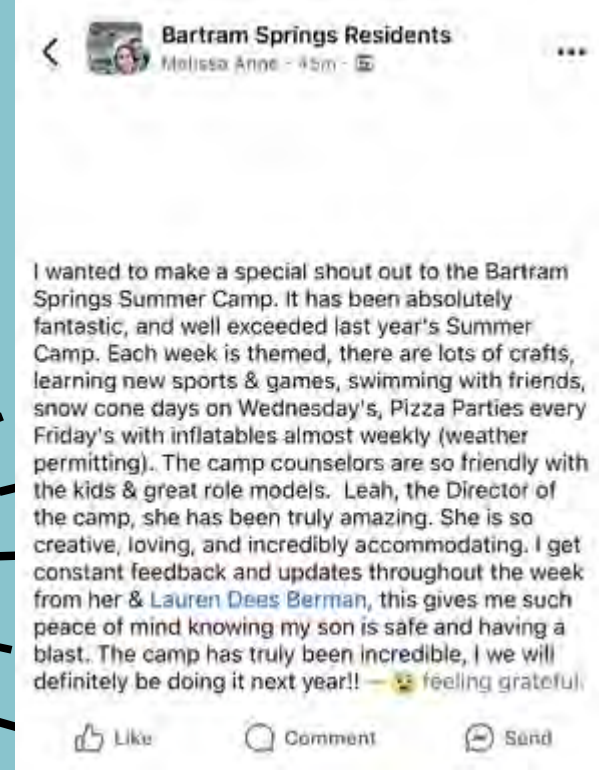 Bartram Springs Residents
Melissa Anne · 45m ·
I wanted to make a special shout out to the Bartram
Springs Summer Camp. It has been absolutely
fantastic, and well exceeded last year's Summer
Camp. Each week is themed, there are lots of crafts,
learning new sports & games, swimming with friends,
snow cone days on Wednesday's, Pizza Parties every
Friday's with inflatables almost weekly (weather
permitting). The camp counselors are so friendly with
the kids & great role models.  Leah, the Director of
the camp, she has been truly amazing. She is so
creative, loving, and incredibly accommodating. I get
constant feedback and updates throughout the week
from her & Lauren Dees Berman, this gives me such
peace of mind knowing my son is safe and having a
blast. The camp has truly been incredible, I we will
definitely be doing it next year!! — feeling grateful.
Like Comment Send